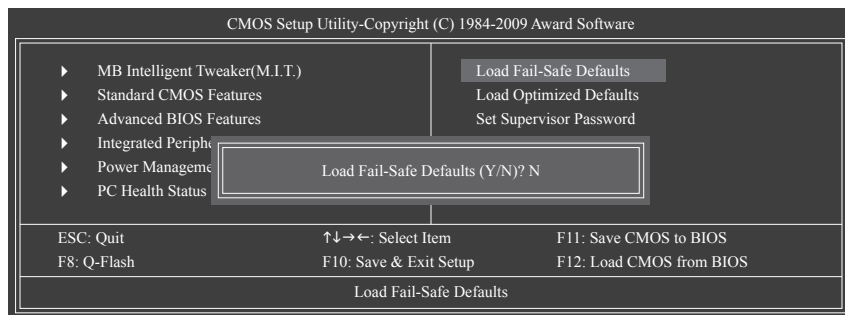 CMOS Setup Utility-Copyright (C) 1984-2009 Award Software
MB Intelligent Tweaker(M.I.T.)
Standard CMOS Features
Advanced BIOS Features
Integrated Periphe
Power Manageme
PC Health Status
Load Fail-Safe Defaults
Load Optimized Defaults
Set Supervisor Password
Load Fail-Safe Defaults (Y/N)? N
ESC: Quit
↑↓→←: Select Item
F11: Save CMOS to BIOS
F8: Q-Flash
F10: Save & Exit Setup
F12: Load CMOS from BIOS
Load Fail-Safe Defaults